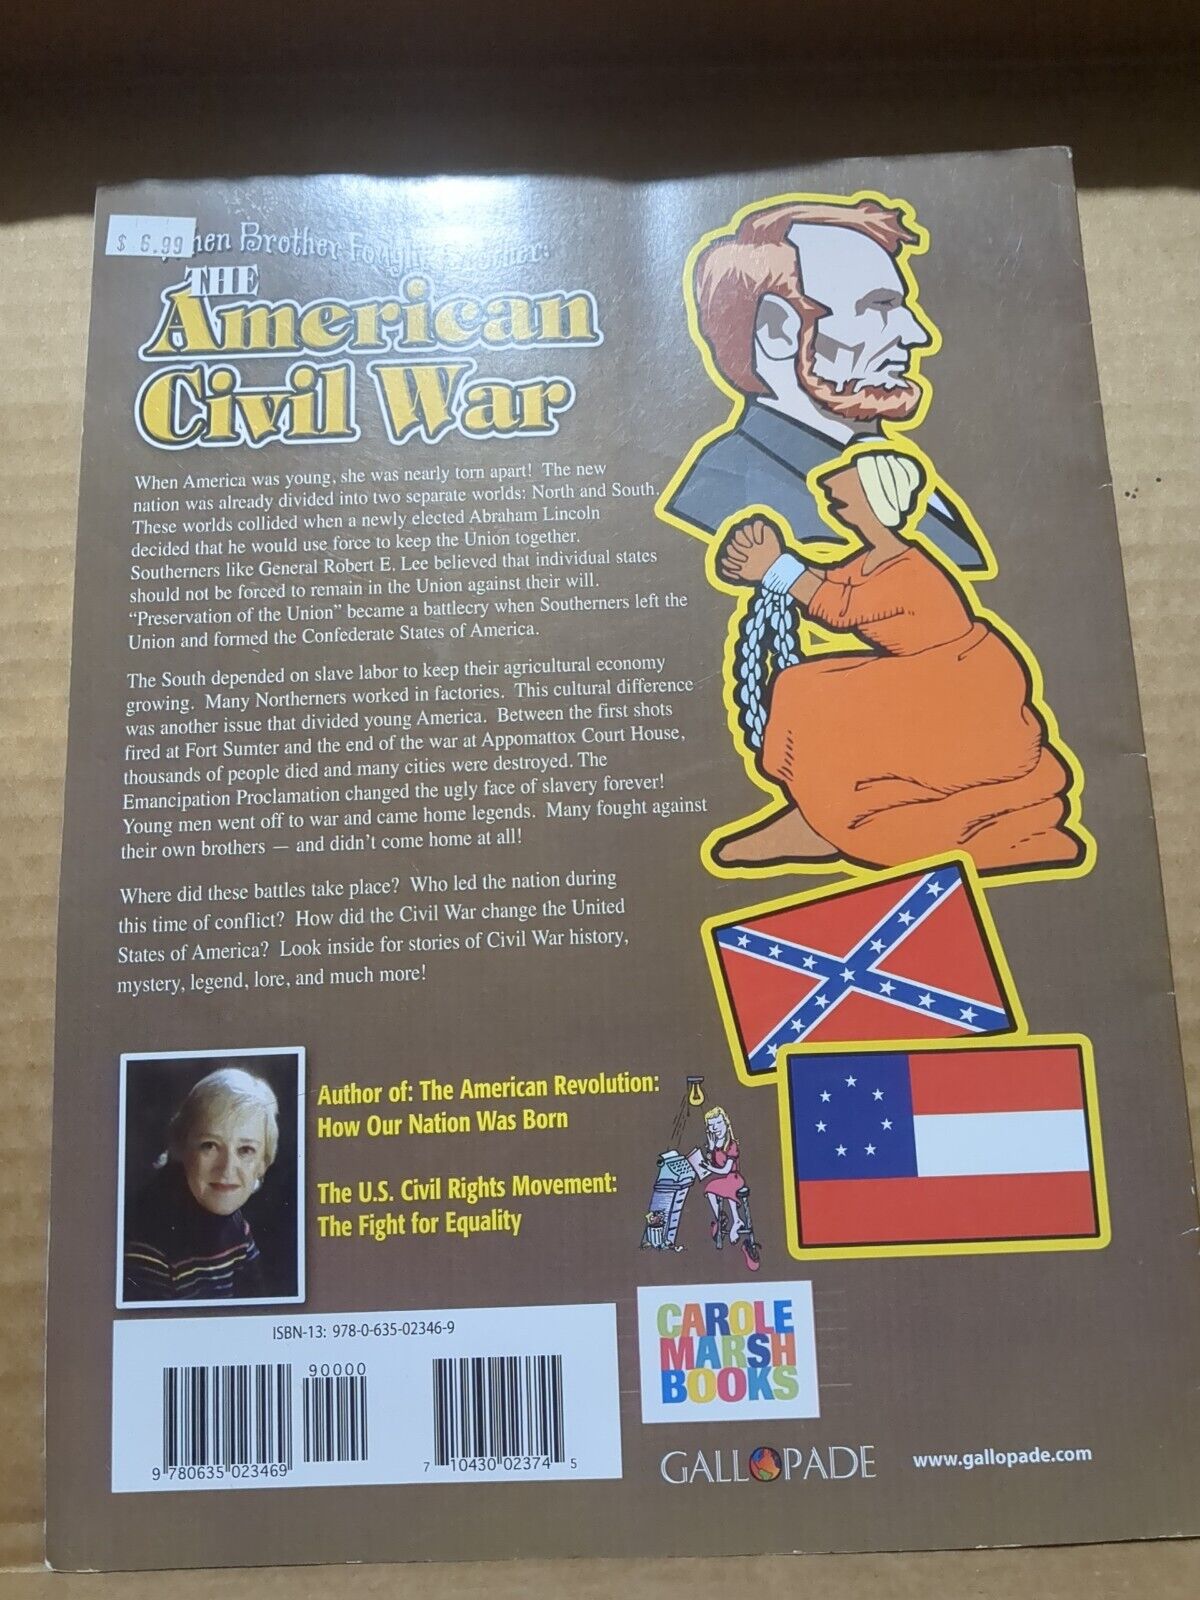 $ 6.99
hen Brother
THE
American
Civil War
When America was young, she was nearly torn apart! The new
nation was already divided into two separate worlds: North and South.
These worlds collided when a newly elected Abraham Lincoln
decided that he would use force to keep the Union together.
Southerners like General Robert E. Lee believed that individual states
should not be forced to remain in the Union against their will.
“Preservation of the Union” became a battlecry when Southerners left the
Union and formed the Confederate States of America.
The South depended on slave labor to keep their agricultural economy
growing. Many Northerners worked in factories. This cultural difference
was another issue that divided young America. Between the first shots
fired at Fort Sumter and the end of the war at Appomattox Court House,
thousands of people died and many cities were destroyed. The
Emancipation Proclamation changed the ugly face of slavery forever!
Young men went off to war and came home legends. Many fought against
their own brothers — and didn’t come home at all!
Where did these battles take place? Who led the nation during
this time of conflict? How did the Civil War change the United
States of America? Look inside for stories of Civil War history,
mystery, legend, lore, and much more!
Author of: The American Revolution:
How Our Nation Was Born
The U.S. Civil Rights Movement:
The Fight for Equality
ISBN-13: 978-0-635-02346-9
90000
9 780635 023469
7 10430 02374 5
CAROLE
MARSH
BOOKS
GALLOPADE
www.gallopade.com